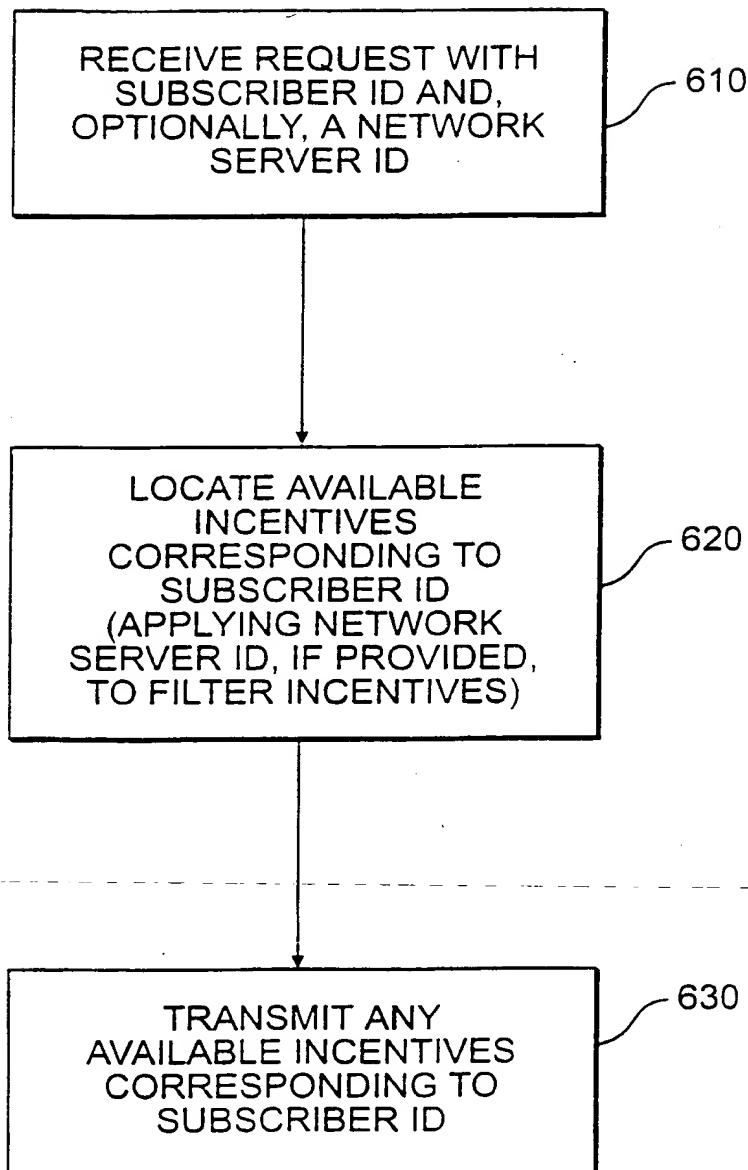 RECEIVE REQUEST WITH
SUBSCRIBER ID AND,
OPTIONALLY, A NETWORK
SERVER ID
610
LOCATE AVAILABLE
INCENTIVES
CORRESPONDING TO
SUBSCRIBER ID
(APPLYING NETWORK
SERVER ID, IF PROVIDED,
TO FILTER INCENTIVES)
620
TRANSMIT ANY
AVAILABLE INCENTIVES
CORRESPONDING TO
SUBSCRIBER ID
630